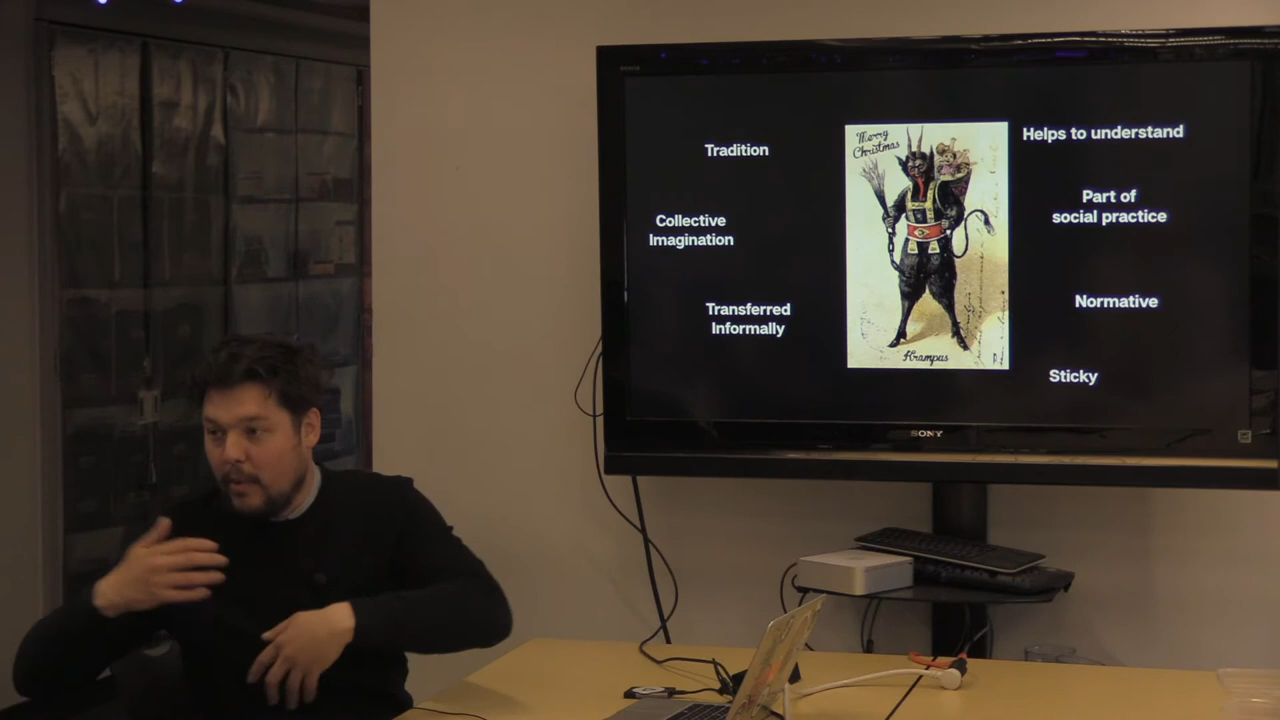 Tradition
Collective
Imagination
Transferred
Informally
Merry
Christmas
Krampus
Helps to understand
Part of
social practice
Normative
Sticky
SONY